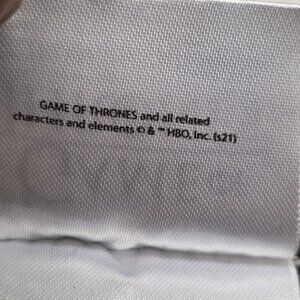 GAME OF THRONES and all related
characters and elements © & ™ HBO, Inc. (s21)